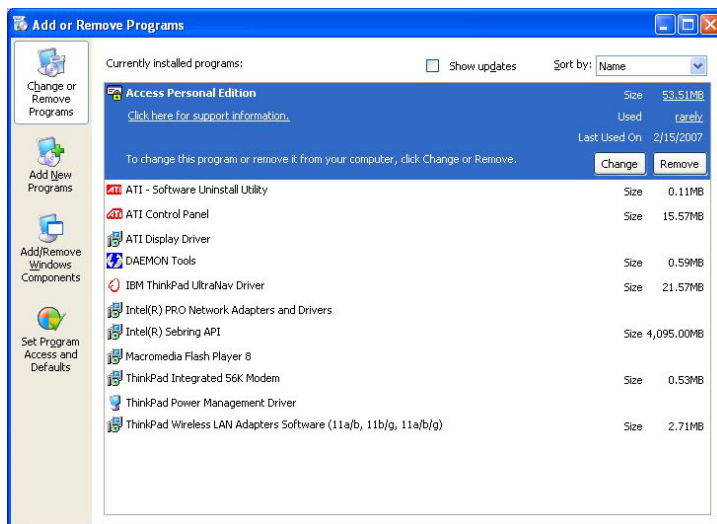 Add or Remove Programs
Change or
Remove
Programs
Add New
Programs
Add/Remove
Windows
Components
Set Program
Access and
Defaults
Currently installed programs:
Show updates
Sort by: Name
Access Personal Edition Size 53.51MB
Click here for support information. Used rarely
Last Used On 2/15/2007
To change this program or remove it from your computer, click Change or Remove. Change Remove
ATI - Software Uninstall Utility Size 0.11MB
ATI Control Panel Size 15.57MB
ATI Display Driver
DAEMON Tools Size 0.59MB
IBM ThinkPad UltraNav Driver Size 21.57MB
Intel(R) PRO Network Adapters and Drivers
Intel(R) Sebring API Size 4,095.00MB
Macromedia Flash Player 8
ThinkPad Integrated 56K Modem Size 0.53MB
ThinkPad Power Management Driver
ThinkPad Wireless LAN Adapters Software (11a/b, 11b/g, 11a/b/g) Size 2.71MB